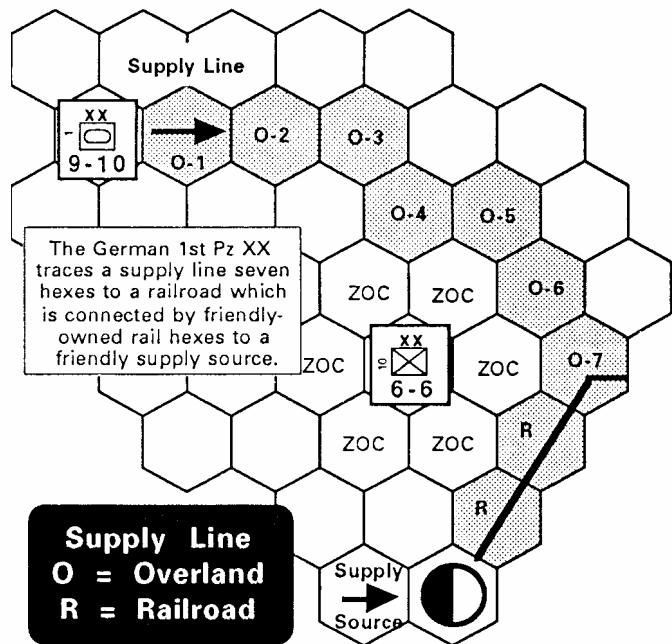 Supply Line
XX
1
9-10
O-1
O-2
O-3
O-4
O-5
The German 1st Pz XX
traces a supply line seven
hexes to a railroad which
is connected by friendly-
owned rail hexes to a
friendly supply source.
ZOC
ZOC
O-6
ZOC
XX
10
6-6
ZOC
O-7
ZOC
ZOC
R
R
Supply Line
O = Overland
R = Railroad
Supply
Source